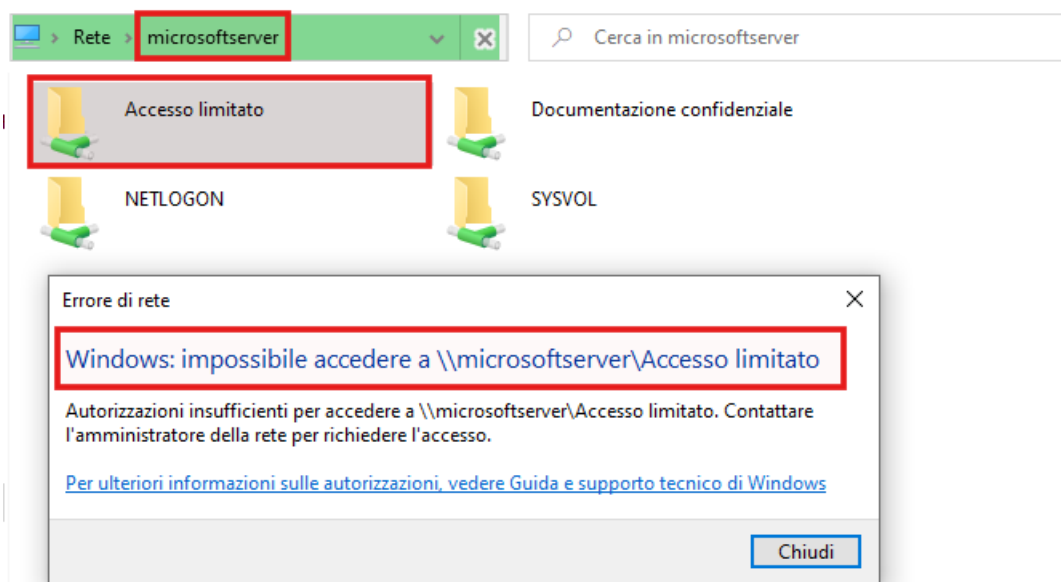 Rete > microsoftserver
Cerca in microsoftserver
Accesso limitato
Documentazione confidenziale
NETLOGON
SYSVOL
Errore di rete
Windows: impossibile accedere a \\microsoftserver\Accesso limitato
Autorizzazioni insufficienti per accedere a \\microsoftserver\Accesso limitato. Contattare
l'amministratore della rete per richiedere l'accesso.
Per ulteriori informazioni sulle autorizzazioni, vedere Guida e supporto tecnico di Windows
Chiudi